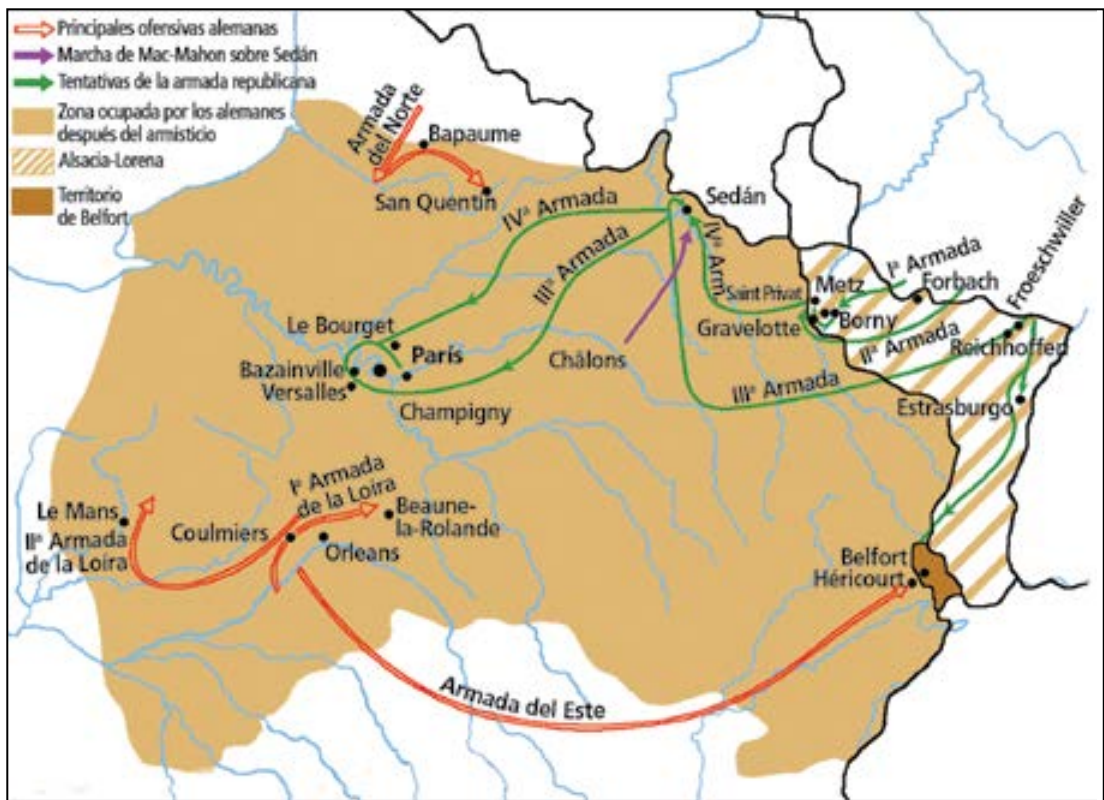 Principales ofensivas alemanas
Marcha de Mac-Mahon sobre Sedán
Tentativas de la armada republicana
Zona ocupada por los alemanes
después del armisticio
Alsacia-Lorena
Territorio
de Belfort
Armada
del Norte
Bapaume
San Quentín
Sedán
IVª Armada
IIIª Armada
IVª Arm.
Saint Privat
Metz
Iª Armada
Forbach
Froeschwiller
Gravelotte
Borny
IIª Armada
Reichhoffen
Le Bourget
París
Bazainville
Versalles
Champigny
Châlons
IIIª Armada
Estrasburgo
Iª Armada
de la Loira
Le Mans
IIª Armada
de la Loira
Coulmiers
Orleans
Beaune-
la-Rolande
Belfort
Héricourt
Armada del Este